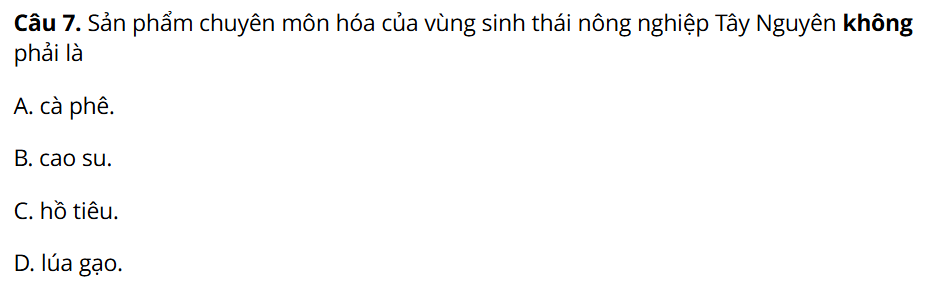 Câu 7. Sản phẩm chuyên môn hóa của vùng sinh thái nông nghiệp Tây Nguyên không
phải là
A. cà phê.
B. cao su.
C. hồ tiêu.
D. lúa gạo.